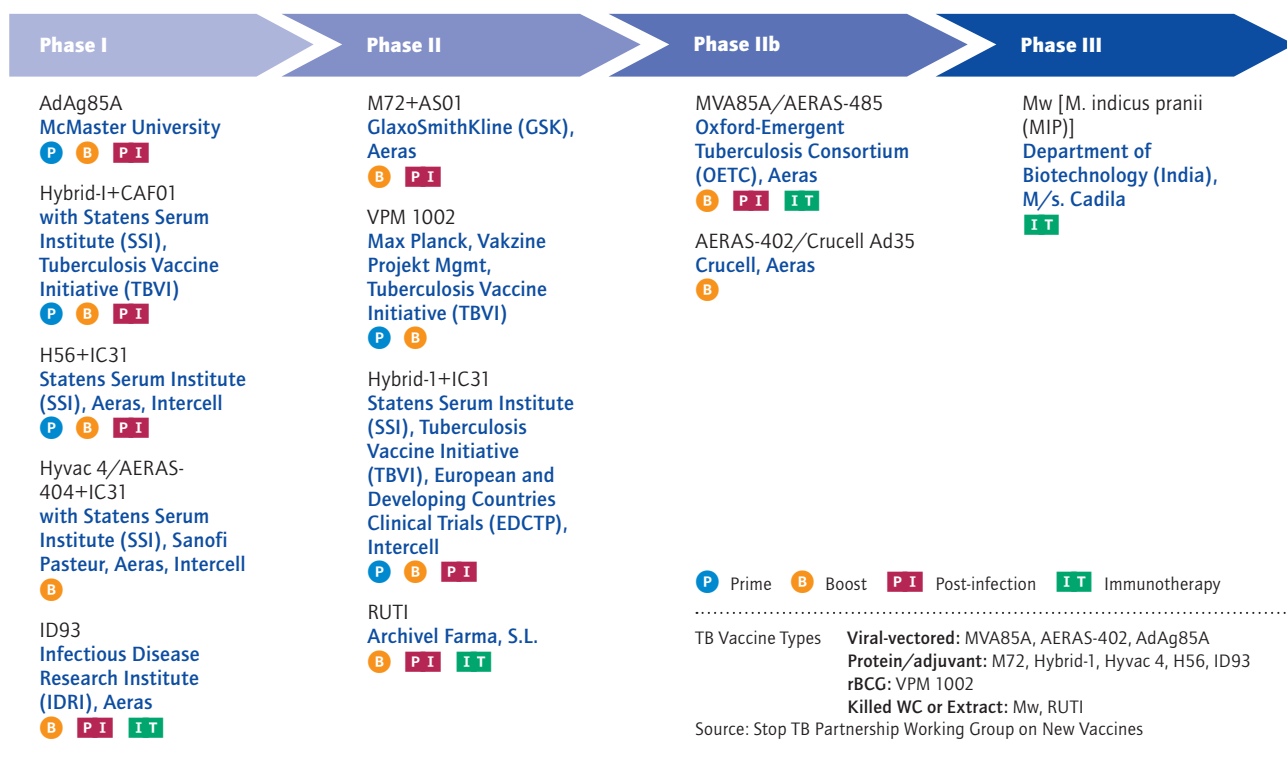 Phase I
Phase II
Phase IIb
Phase III
AdAg85A
McMaster University
P B P I
Hybrid-I+CAF01
with Statens Serum
Institute (SSI),
Tuberculosis Vaccine
Initiative (TBVI)
P B P I
H56+IC31
Statens Serum Institute
(SSI), Aeras, Intercell
P B P I
Hyvac 4/AERAS-
404+IC31
with Statens Serum
Institute (SSI), Sanofi
Pasteur, Aeras, Intercell
B
ID93
Infectious Disease
Research Institute
(IDRI), Aeras
B P I I T
M72+AS01
GlaxoSmithKline (GSK),
Aeras
B P I
VPM 1002
Max Planck, Vakzine
Projekt Mgmt,
Tuberculosis Vaccine
Initiative (TBVI)
P B
Hybrid-1+IC31
Statens Serum Institute
(SSI), Tuberculosis
Vaccine Initiative
(TBVI), European and
Developing Countries
Clinical Trials (EDCTP),
Intercell
P B P I
RUTI
Archivel Farma, S.L.
B P I I T
MVA85A/AERAS-485
Oxford-Emergent
Tuberculosis Consortium
(OETC), Aeras
B P I I T
AERAS-402/Crucell Ad35
Crucell, Aeras
B
Mw [M. indicus pranii
(MIP)]
Department of
Biotechnology (India),
M/s. Cadila
I T
P Prime B Boost P I Post-infection I T Immunotherapy
TB Vaccine Types Viral-vectored: MVA85A, AERAS-402, AdAg85A
Protein/adjuvant: M72, Hybrid-1, Hyvac 4, H56, ID93
rBCG: VPM 1002
Killed WC or Extract: Mw, RUTI
Source: Stop TB Partnership Working Group on New Vaccines